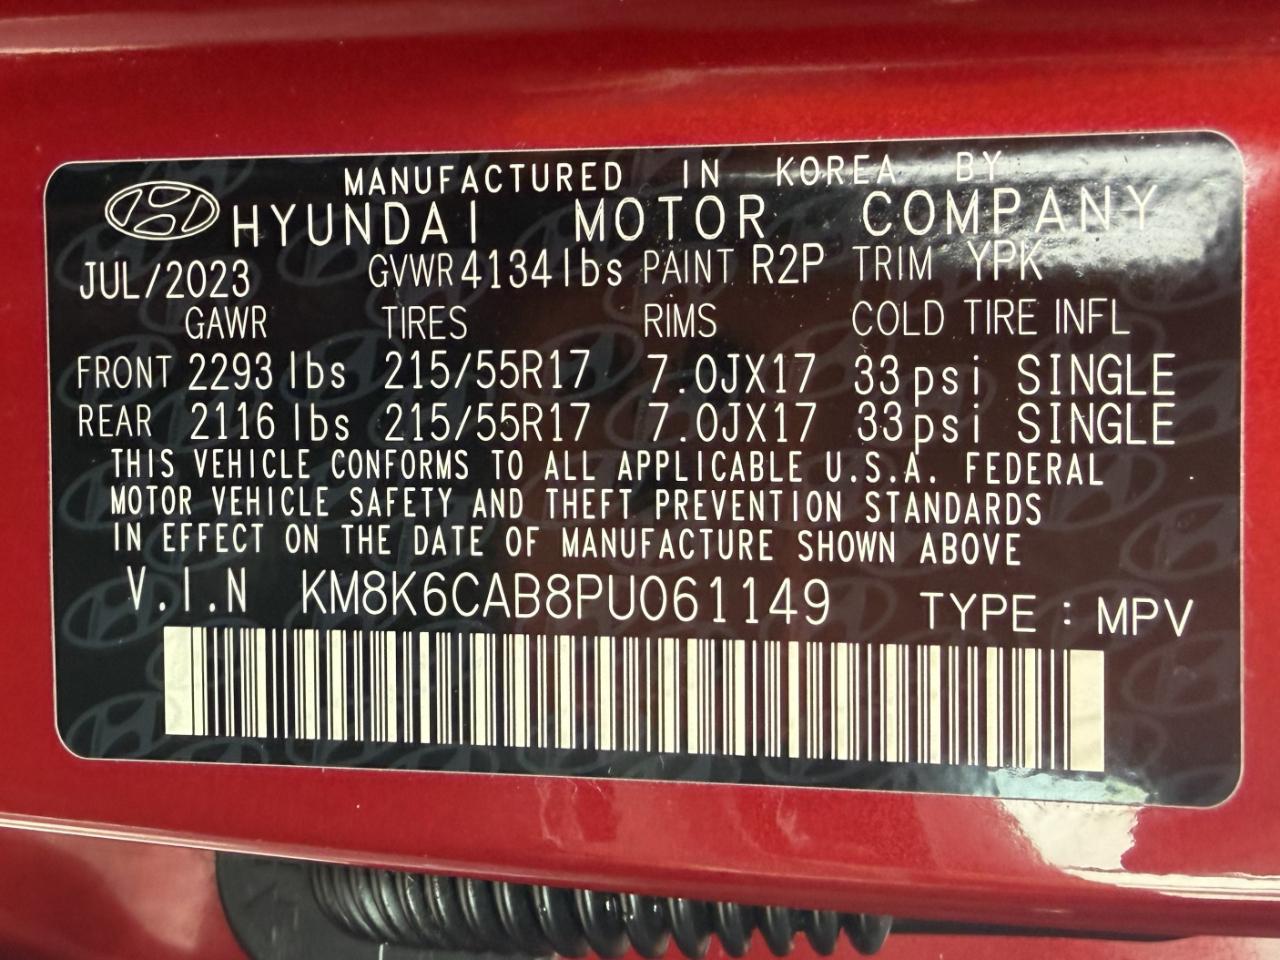 MANUFACTURED IN KOREA BY
HYUNDAI MOTOR COMPANY
JUL/2023 GVWR 4134lbs PAINT R2P TRIM YPK
GAWR TIRES RIMS COLD TIRE INFL
FRONT 2293 lbs 215/55R17 7.0JX17 33psi SINGLE
REAR 2116 lbs 215/55R17 7.0JX17 33psi SINGLE
THIS VEHICLE CONFORMS TO ALL APPLICABLE U.S.A. FEDERAL
MOTOR VEHICLE SAFETY AND THEFT PREVENTION STANDARDS
IN EFFECT ON THE DATE OF MANUFACTURE SHOWN ABOVE
V.I.N KM8K6CAB8PU061149 TYPE : MPV